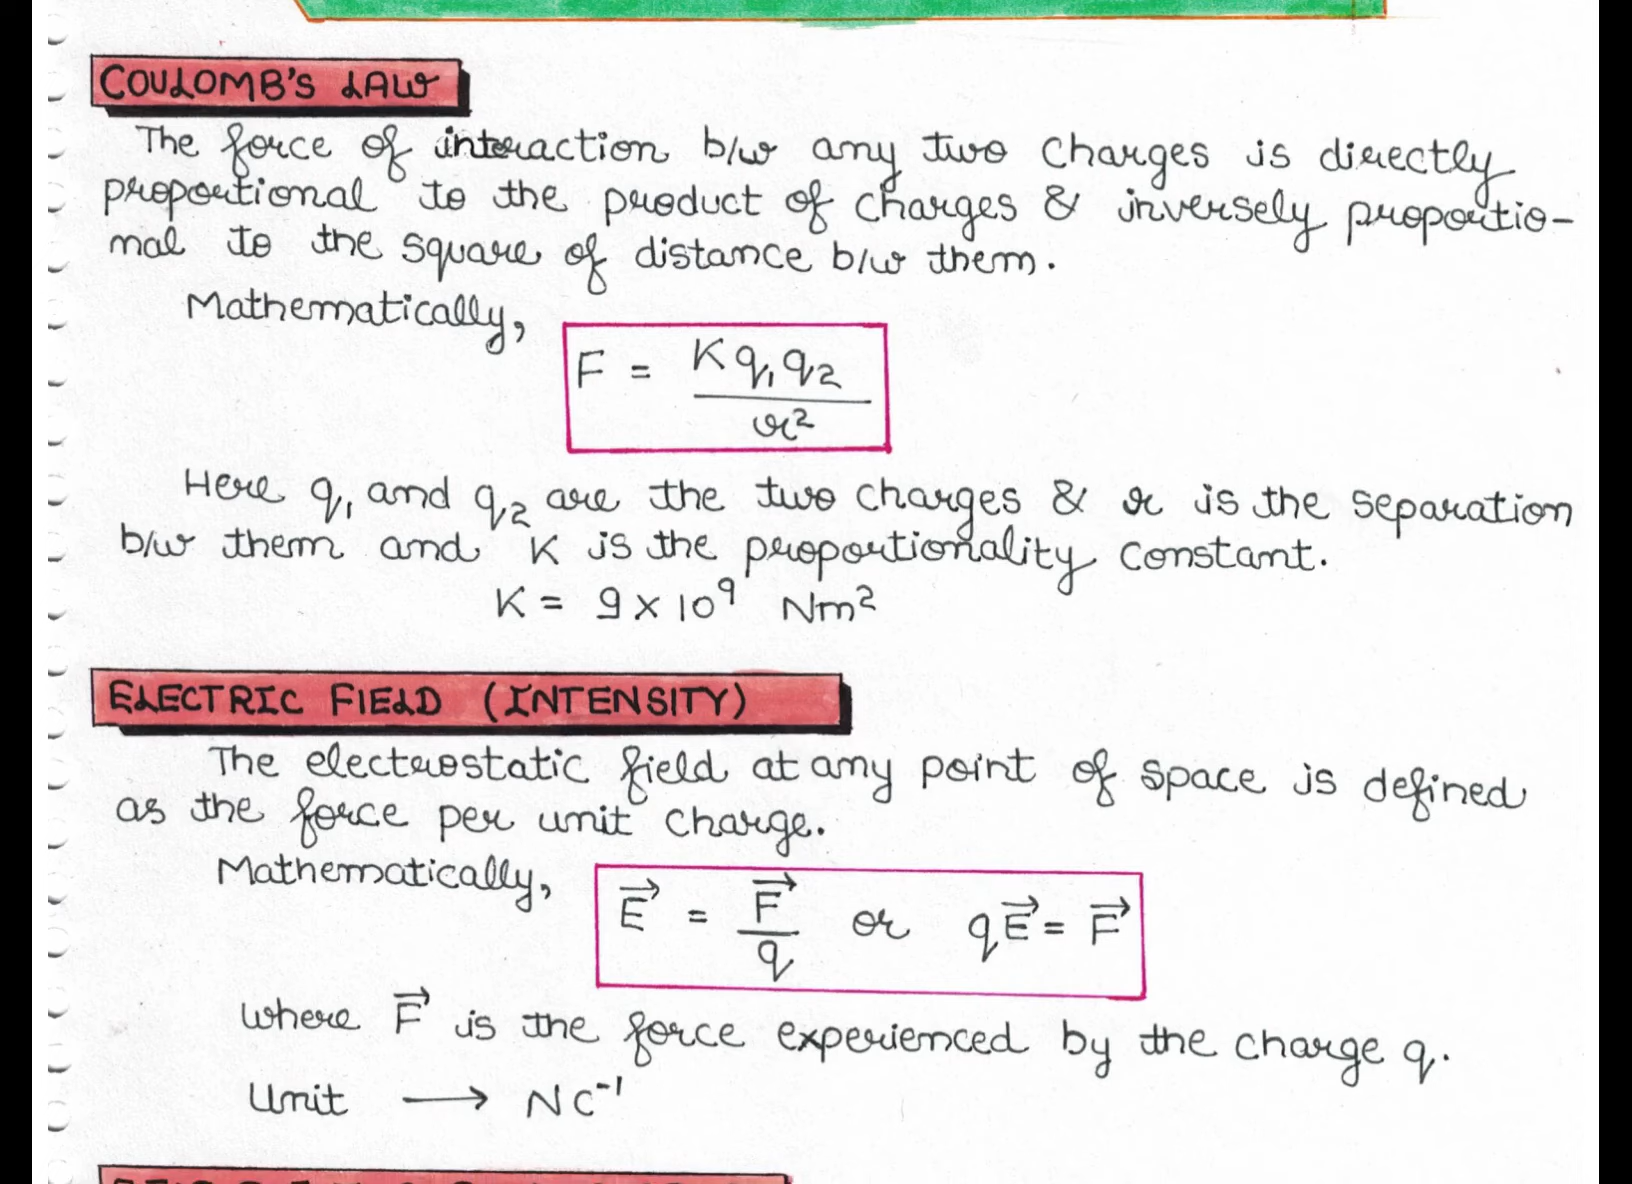 COULOMB'S LAW
The force of interaction b/w any two charges is directly
proportional to the product of charges & inversely proportio-
nal to the square of distance b/w them.
Mathematically,
F = Kq₁q₂/r²
Here q₁ and q₂ are the two charges & r is the separation
b/w them and K is the proportionality constant.
K = 9 x 10⁹ Nm²
ELECTRIC FIELD (INTENSITY)
The electrostatic field at any point of space is defined
as the force per unit charge.
Mathematically,
E⃗ = F⃗/q or qE⃗ = F⃗
where F⃗ is the force experienced by the charge q.
Unit → NC⁻¹